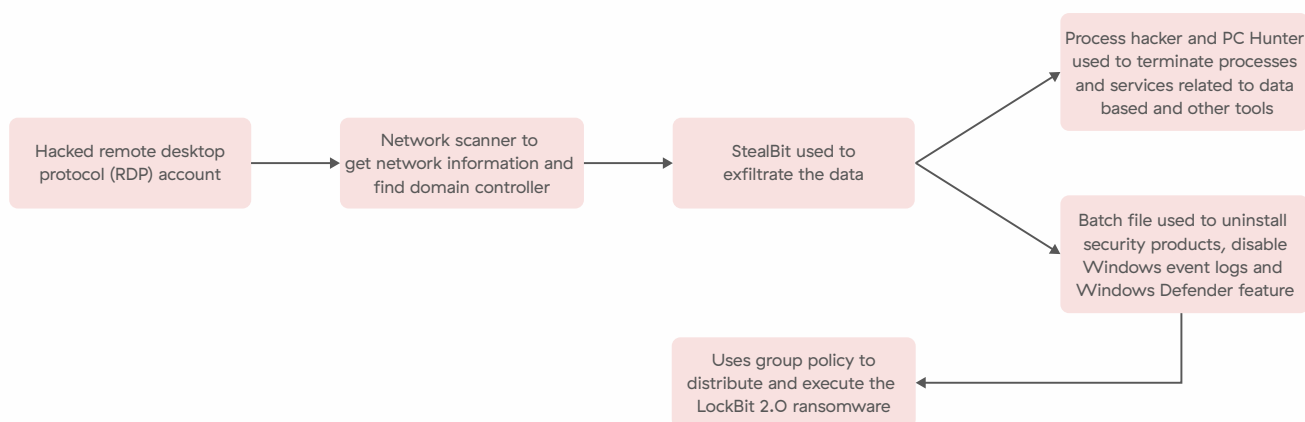 Hacked remote desktop
protocol (RDP) account
Network scanner to
get network information and
find domain controller
StealBit used to
exfiltrate the data
Process hacker and PC Hunter
used to terminate processes
and services related to data
based and other tools
Batch file used to uninstall
security products, disable
Windows event logs and
Windows Defender feature
Uses group policy to
distribute and execute the
LockBit 2.0 ransomware